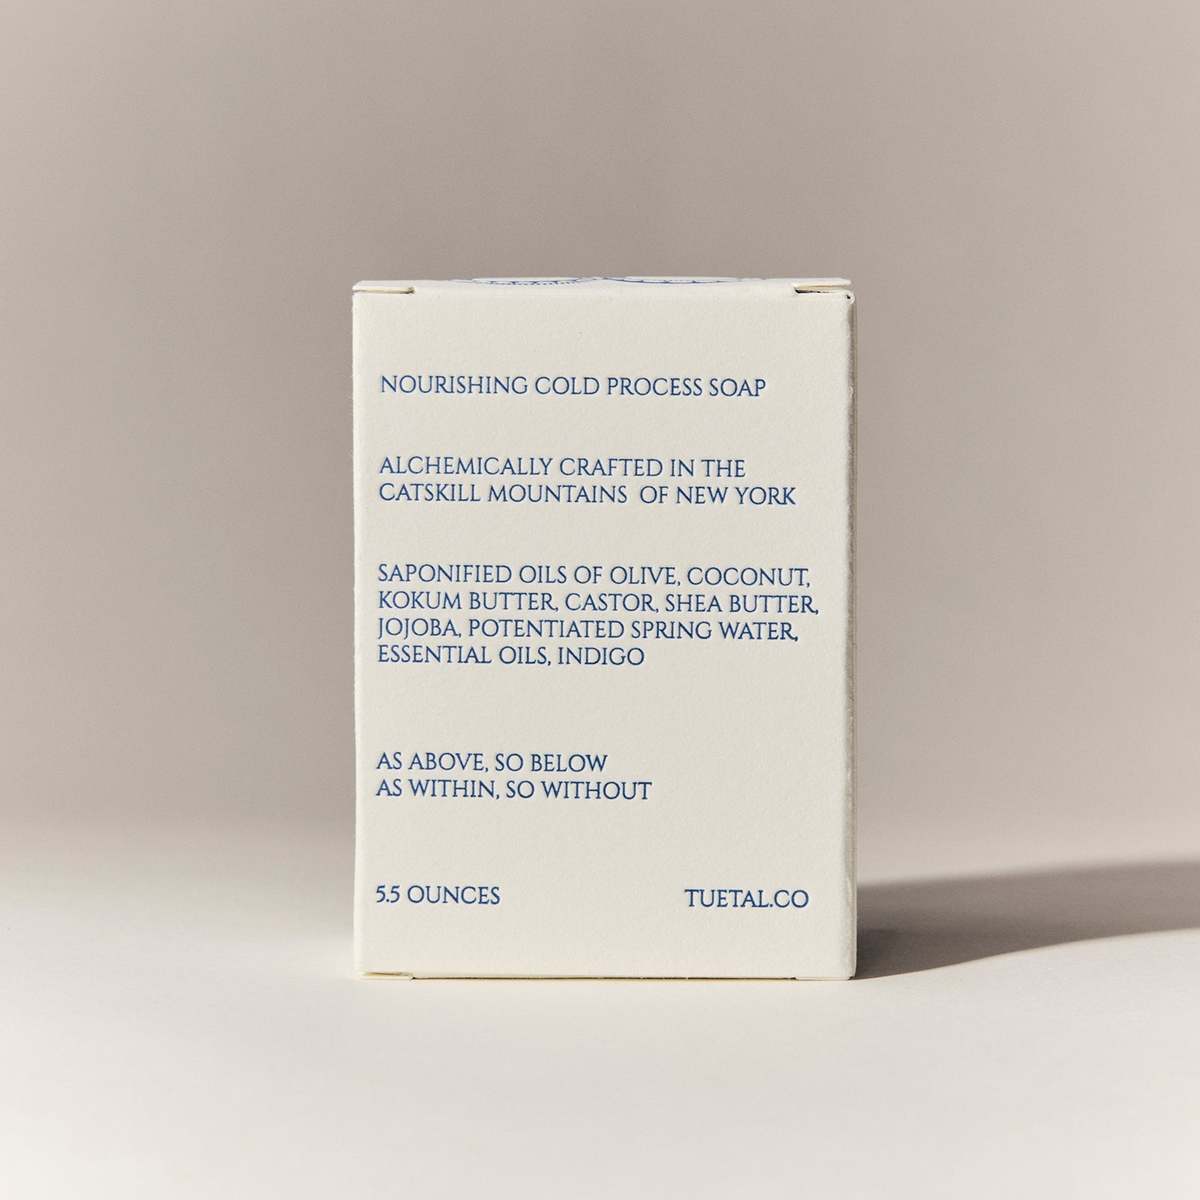 NOURISHING COLD PROCESS SOAP
ALCHEMICALLY CRAFTED IN THE
CATSKILL MOUNTAINS OF NEW YORK
SAPONIFIED OILS OF OLIVE, COCONUT,
KOKUM BUTTER, CASTOR, SHEA BUTTER,
JOJOBA, POTENTIATED SPRING WATER,
ESSENTIAL OILS, INDIGO
AS ABOVE, SO BELOW
AS WITHIN, SO WITHOUT
5.5 OUNCES
TUETAL.CO